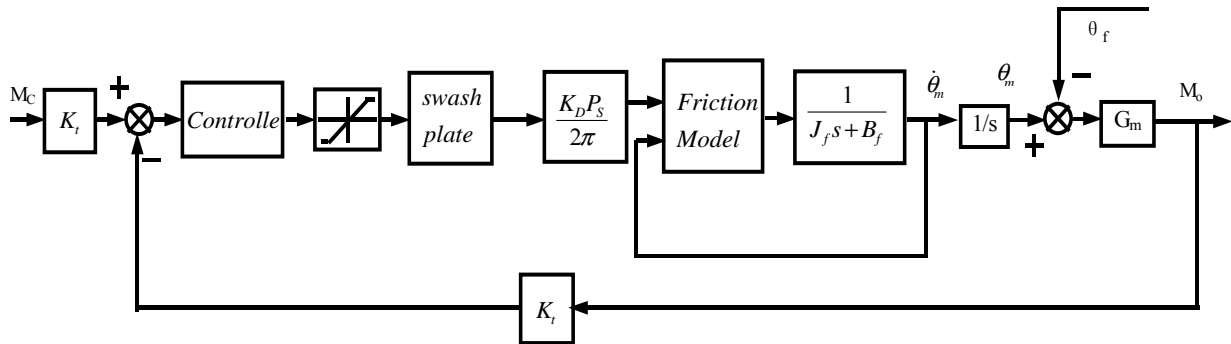 M_C
K_t
+
−
Controlle
swash
plate
K_D P_S
2π
Friction
Model
1
J_f s + B_f
θ̇_m
1/s
θ_m
+
−
θ_f
G_m
M_o
K_t